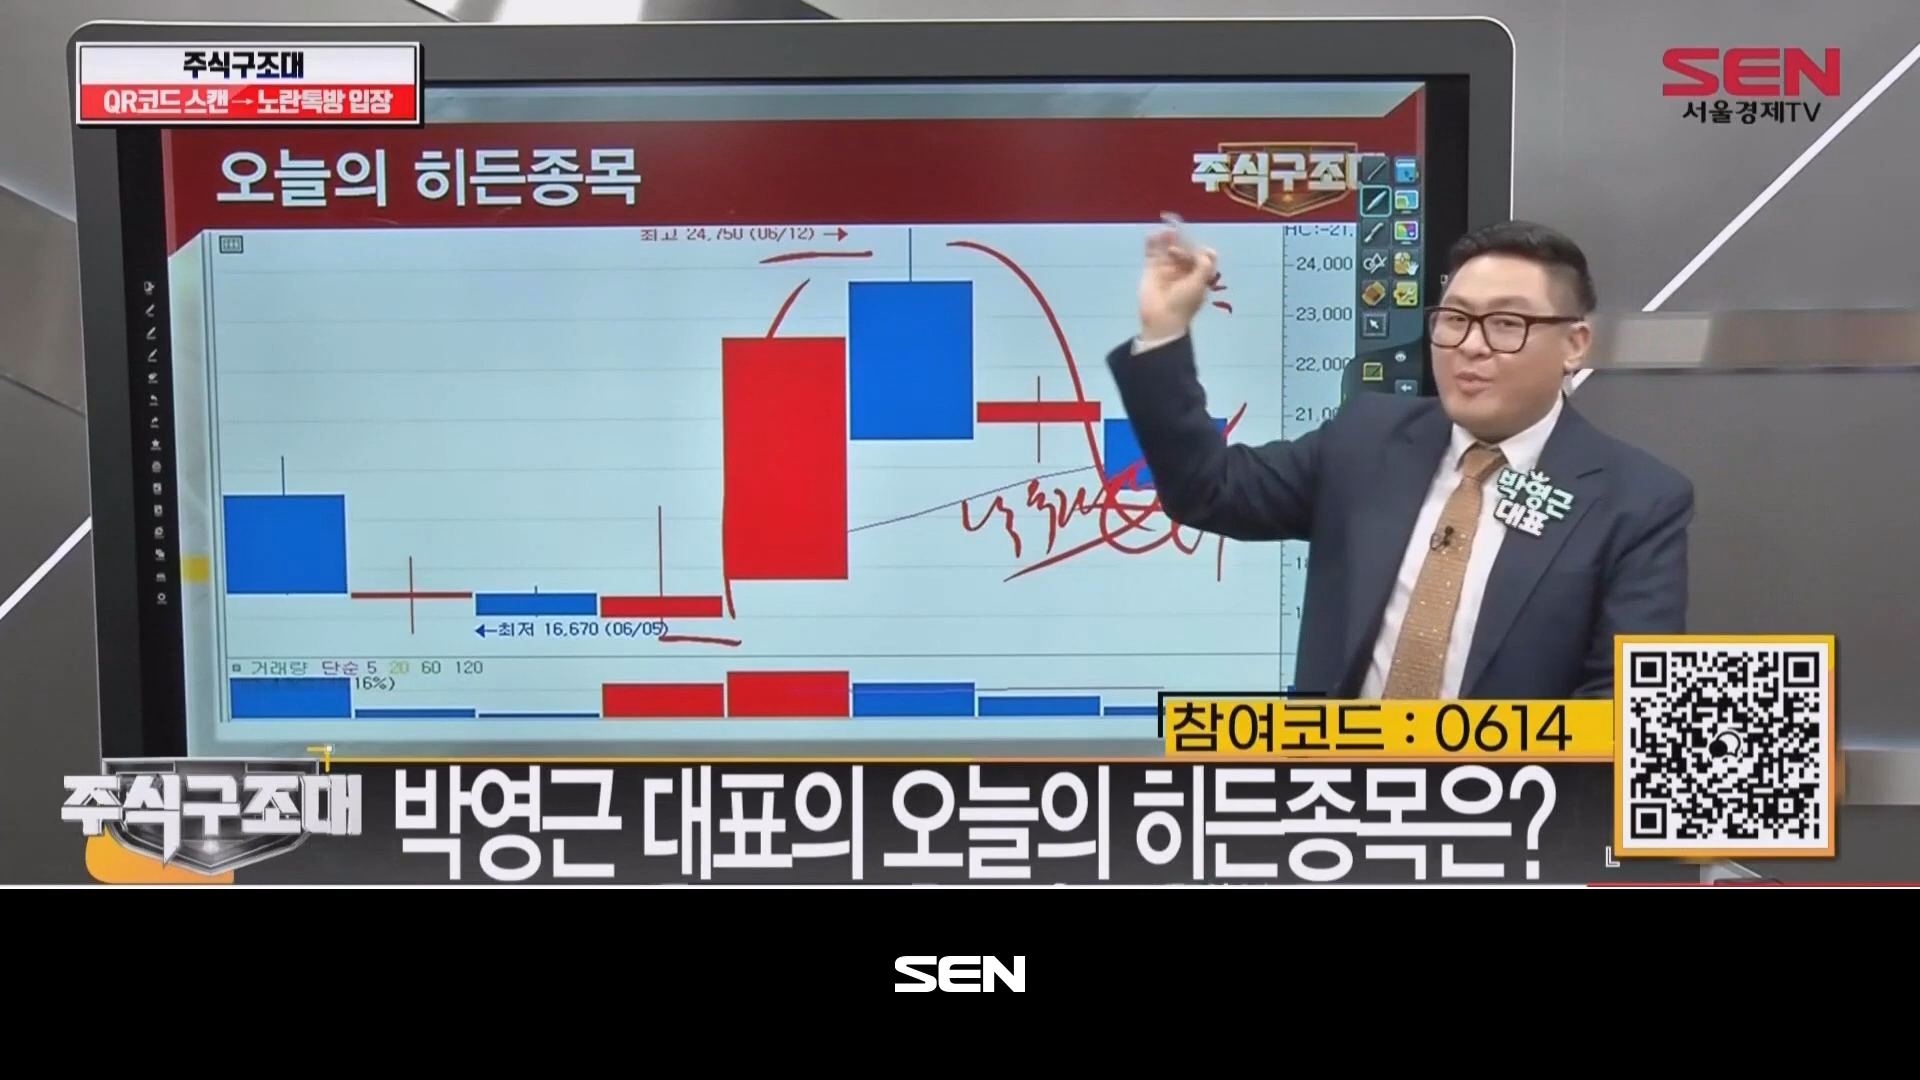 주식구조대
QR코드 스캔→노란톡방 입장
SEN
서울경제TV
오늘의 히든종목
주식구조대
최고 24,750 (06/12) →
24,000
23,000
22,000
←최저 16,670 (06/05)
거래량 단순 5 20 60 120
16%)
박영근
대표
참여코드 : 0614
주식구조대
박영근 대표의 오늘의 히든종목은?
SEN